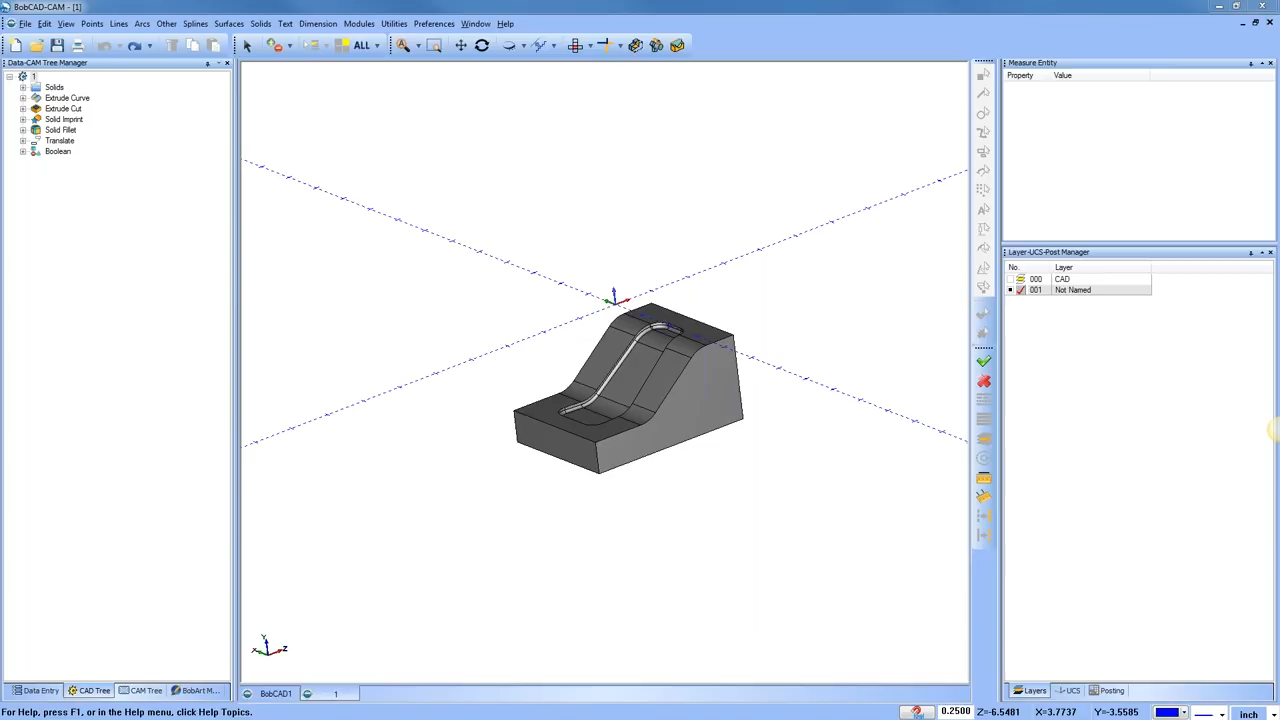 BobCAD-CAM - [1]
File Edit View Points Lines Arcs Other Splines Surfaces Solids Text Dimension Modules Utilities Preferences Window Help
ALL
Data-CAM Tree Manager
1
Solids
Extrude Curve
Extrude Cut
Solid Imprint
Solid Fillet
Translate
Boolean
Y
X
Z
Data Entry CAD Tree CAM Tree BobArt M...
BobCAD1 1
Measure Entity
Property Value
Layer-UCS-Post Manager
No. Layer
000 CAD
001 Not Named
Layers UCS Posting
For Help, press F1, or in the Help menu, click Help Topics. 0.2500 Z=-6.5481 X=3.7737 Y=-3.5585 inch